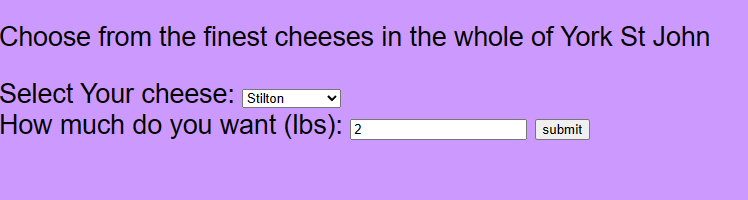 Choose from the finest cheeses in the whole of York St John
Select Your cheese: Stilton
How much do you want (lbs): 2 submit